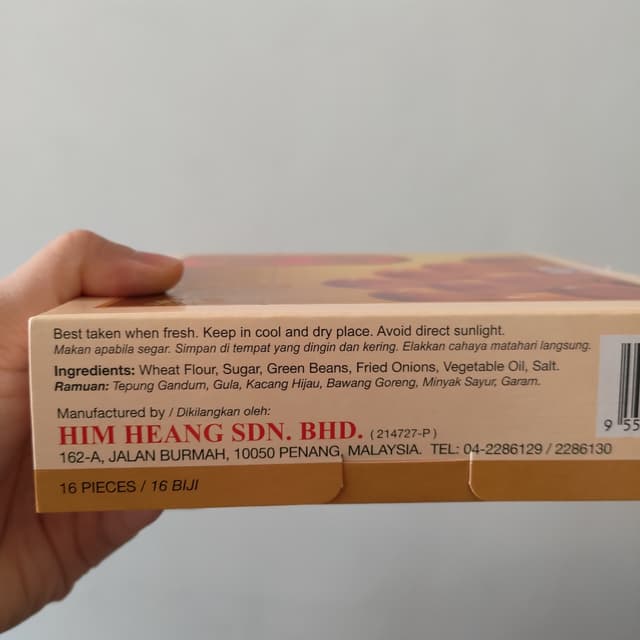 Best taken when fresh. Keep in cool and dry place. Avoid direct sunlight.
Makan apabila segar. Simpan di tempat yang dingin dan kering. Elakkan cahaya matahari langsung.
Ingredients: Wheat Flour, Sugar, Green Beans, Fried Onions, Vegetable Oil, Salt.
Ramuan: Tepung Gandum, Gula, Kacang Hijau, Bawang Goreng, Minyak Sayur, Garam.
Manufactured by / Dikilangkan oleh:
HIM HEANG SDN. BHD. (214727-P)
162-A, JALAN BURMAH, 10050 PENANG, MALAYSIA. TEL: 04-2286129 / 2286130
16 PIECES / 16 BIJI
9 55